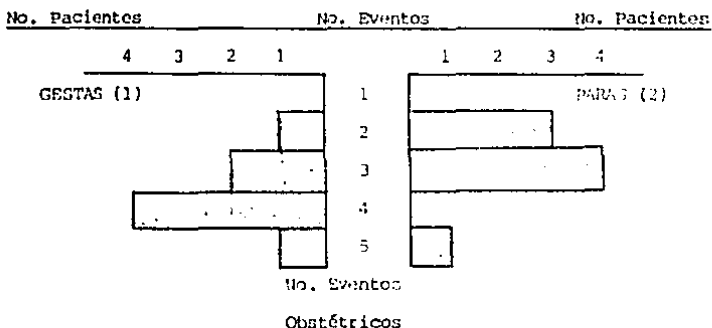 No. Pacientes No. Eventos No. Pacientes
4 3 2 1 1 2 3 4
GESTAS (1) 1 PARAS (2)
2
3
4
5
No. Eventos
Obstétricos